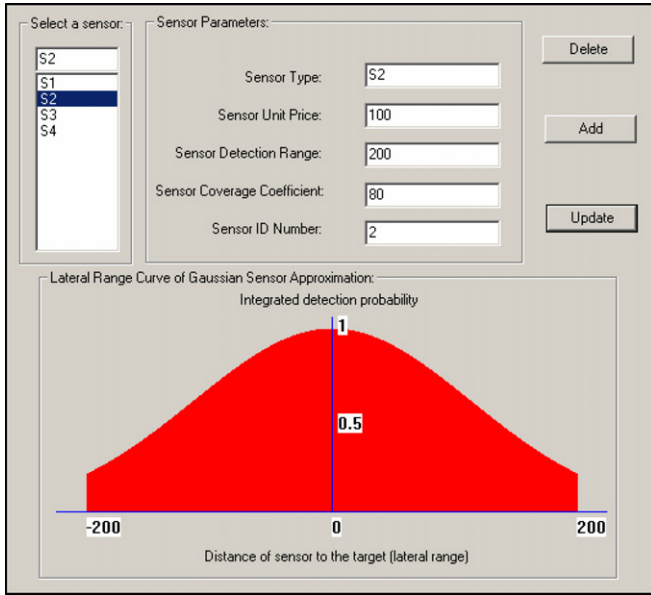 Select a sensor:
S2
S1
S2
S3
S4
Sensor Parameters:
Sensor Type: S2
Sensor Unit Price: 100
Sensor Detection Range: 200
Sensor Coverage Coefficient: 80
Sensor ID Number: 2
Delete
Add
Update
Lateral Range Curve of Gaussian Sensor Approximation:
Integrated detection probability
1
0.5
-200 0 200
Distance of sensor to the target (lateral range)